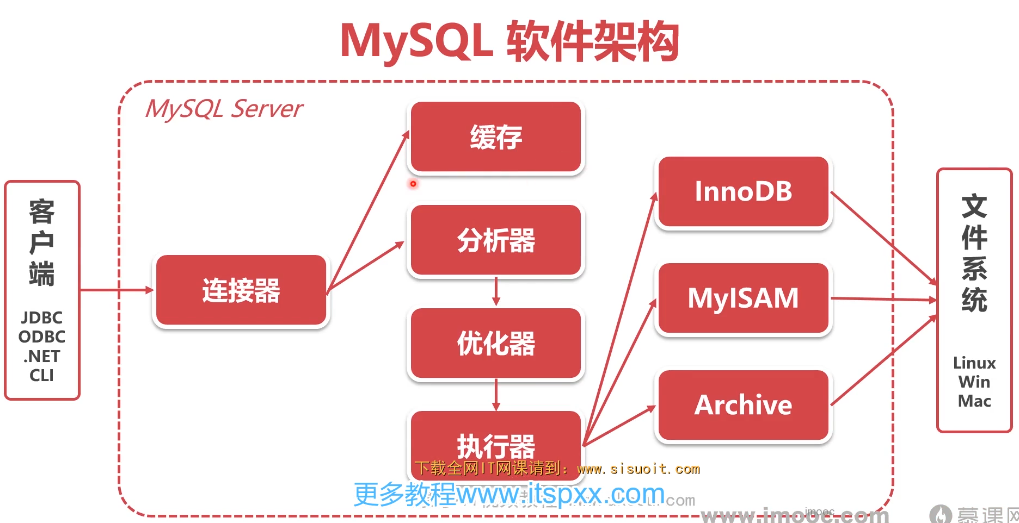 MySQL 软件架构
MySQL Server
客户端
JDBC
ODBC
.NET
CLI
连接器
缓存
分析器
优化器
执行器
InnoDB
MyISAM
Archive
文件系统
Linux
Win
Mac
下载全网IT网课请到：www.sisuoit.com
更多教程www.itspxx.com
.com
www.imooc.com
imooc
慕课网